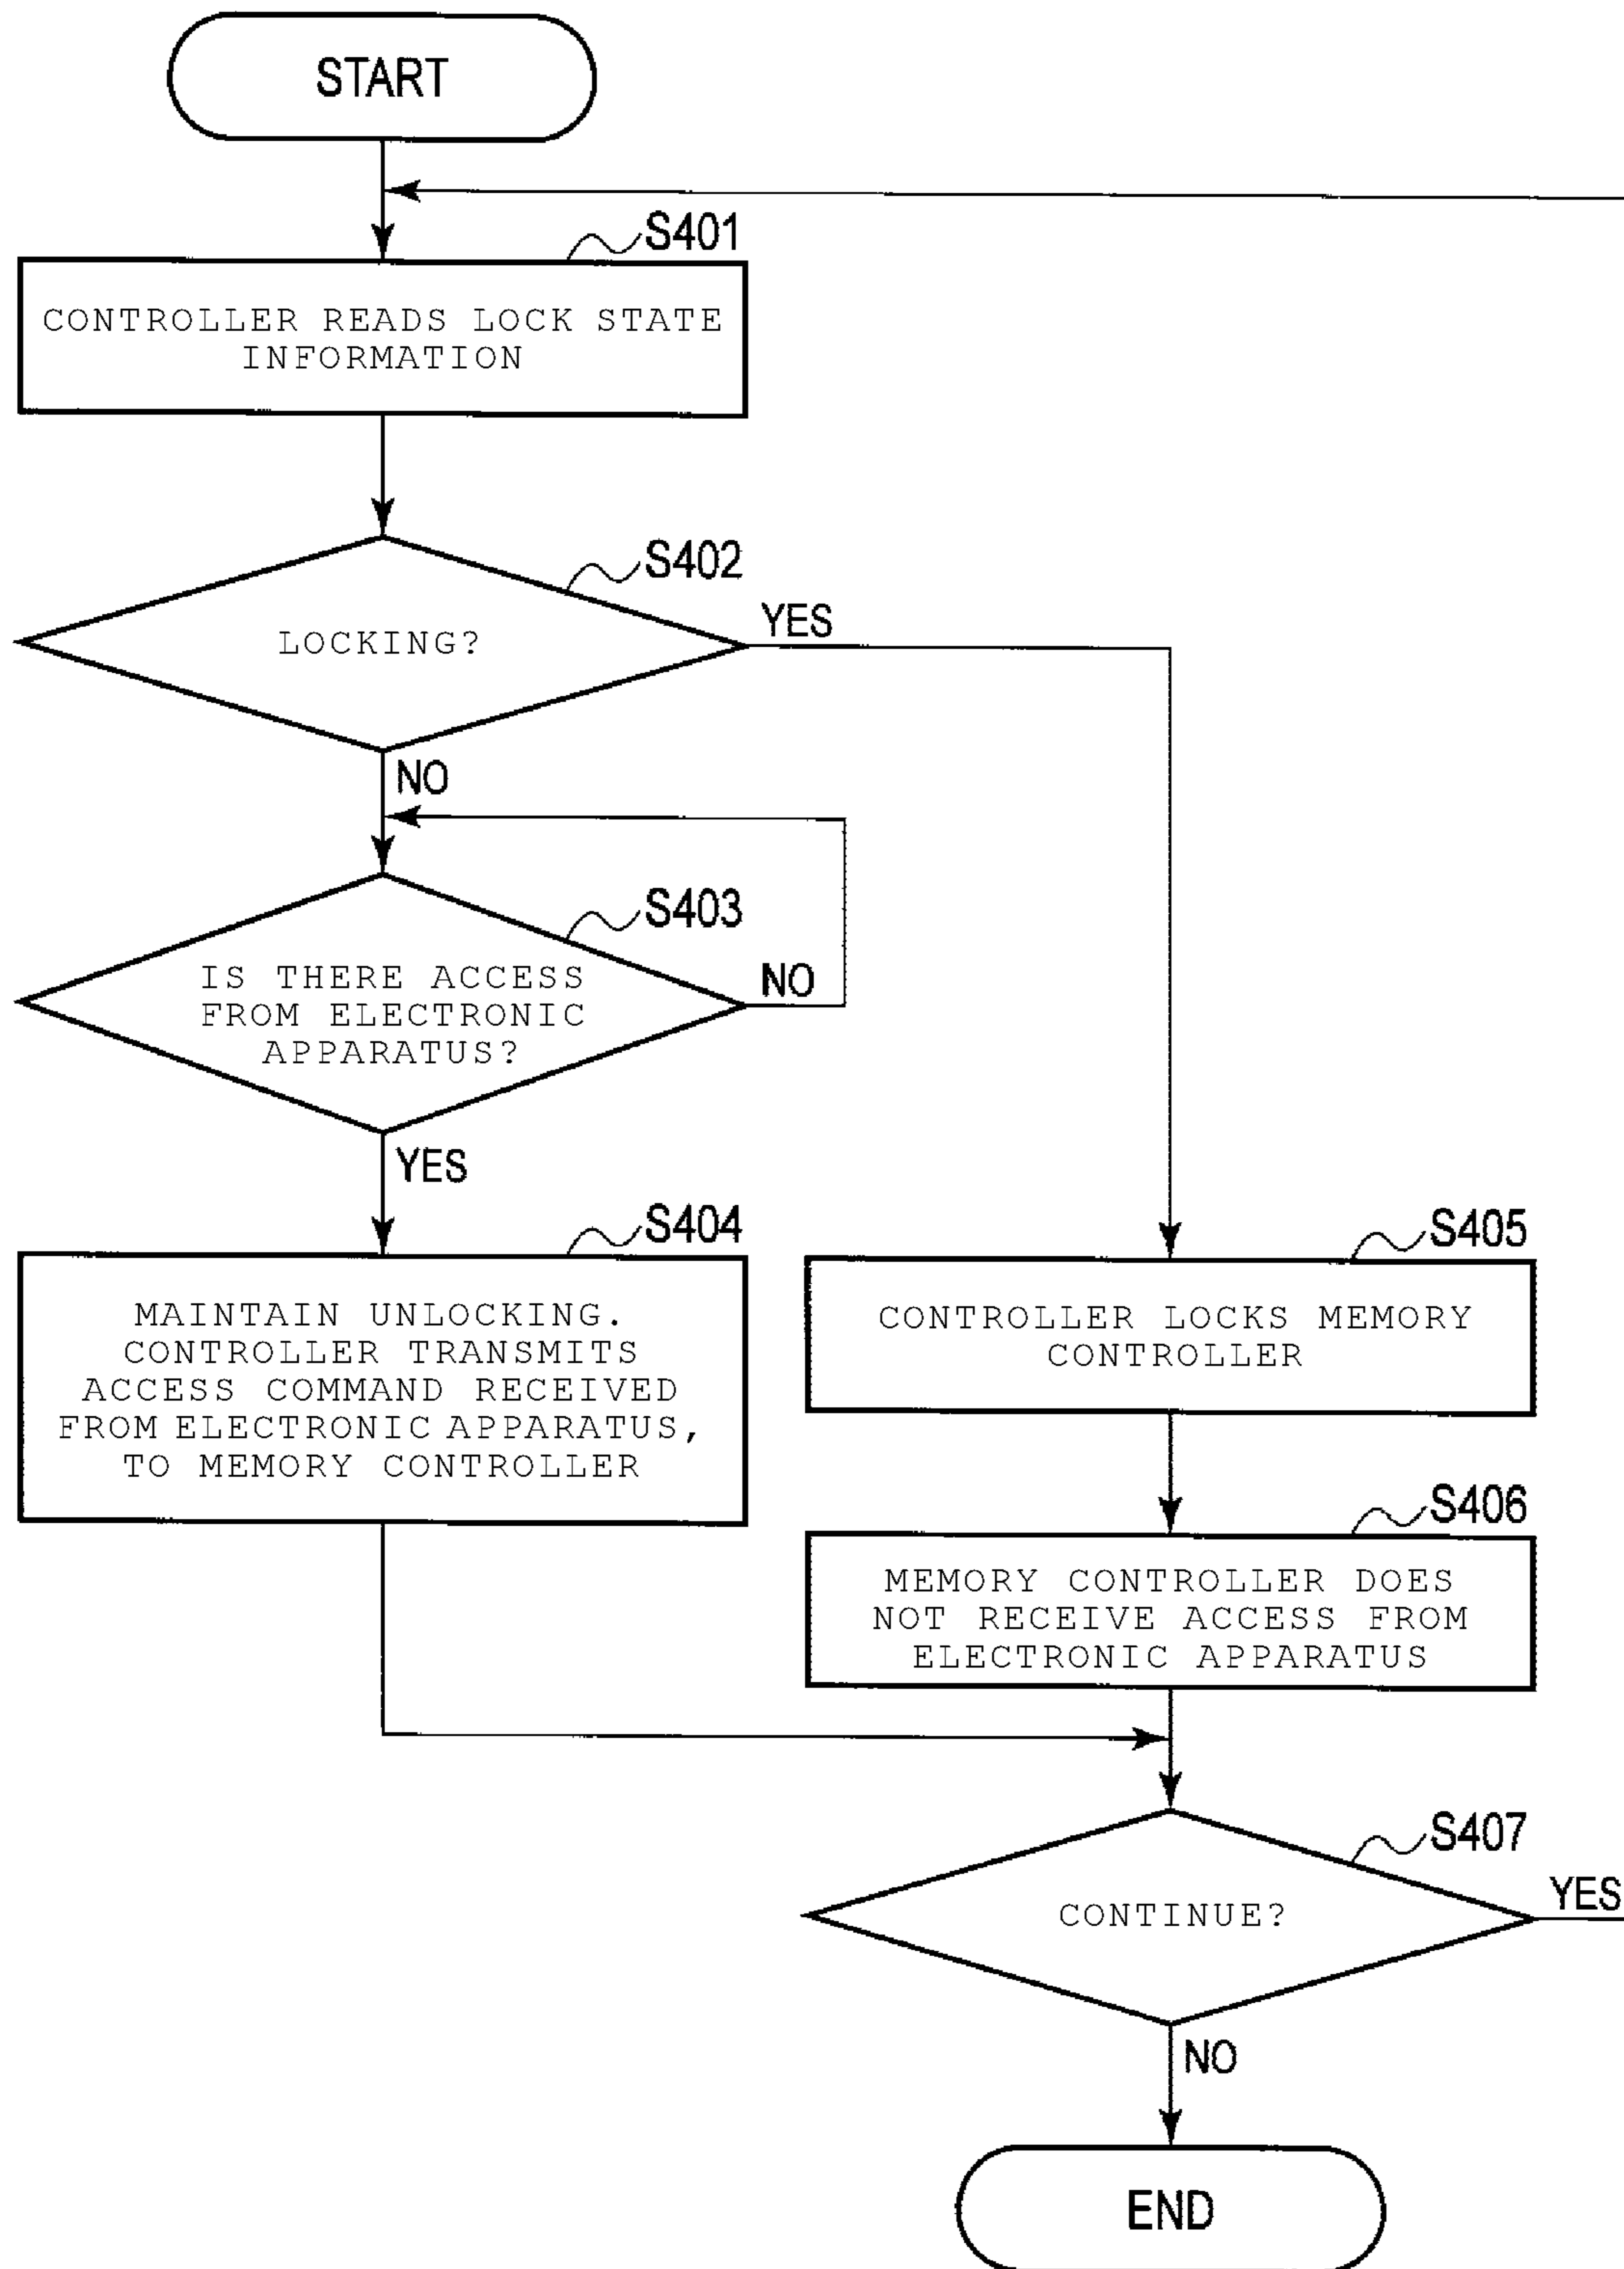 START
S401
CONTROLLER READS LOCK STATE
INFORMATION
S402
LOCKING?
YES
NO
S403
IS THERE ACCESS
FROM ELECTRONIC
APPARATUS?
NO
YES
S404
MAINTAIN UNLOCKING.
CONTROLLER TRANSMITS
ACCESS COMMAND RECEIVED
FROM ELECTRONIC APPARATUS,
TO MEMORY CONTROLLER
S405
CONTROLLER LOCKS MEMORY
CONTROLLER
S406
MEMORY CONTROLLER DOES
NOT RECEIVE ACCESS FROM
ELECTRONIC APPARATUS
S407
CONTINUE?
YES
NO
END